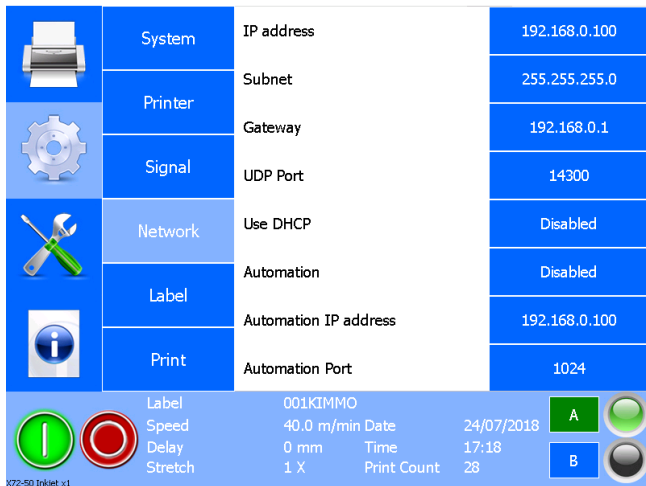 System
Printer
Signal
Network
Label
Print
IP address 192.168.0.100
Subnet 255.255.255.0
Gateway 192.168.0.1
UDP Port 14300
Use DHCP Disabled
Automation Disabled
Automation IP address 192.168.0.100
Automation Port 1024
Label 001KIMMO
Speed 40.0 m/min Date 24/07/2018
Delay 0 mm Time 17:18
Stretch 1 X Print Count 28
A
B
X72-50 Inkjet x1